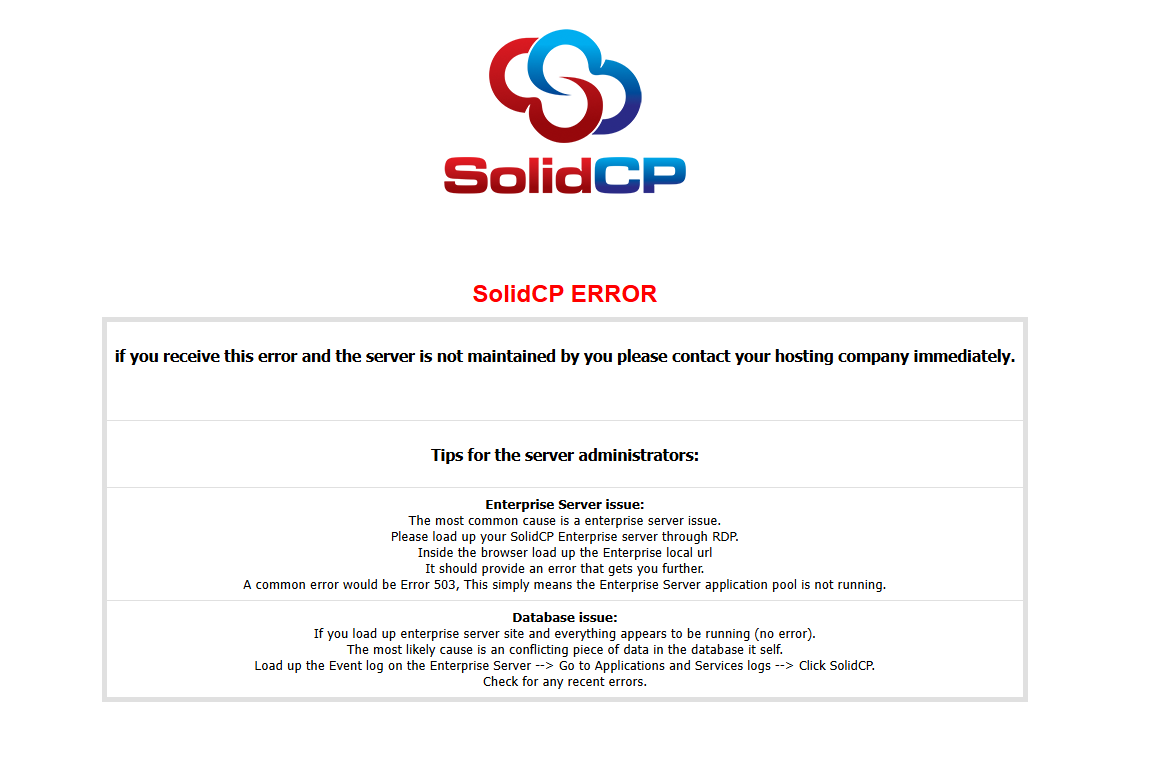 SolidCP
SolidCP ERROR
if you receive this error and the server is not maintained by you please contact your hosting company immediately.
Tips for the server administrators:
Enterprise Server issue:
The most common cause is a enterprise server issue.
Please load up your SolidCP Enterprise server through RDP.
Inside the browser load up the Enterprise local url
It should provide an error that gets you further.
A common error would be Error 503, This simply means the Enterprise Server application pool is not running.
Database issue:
If you load up enterprise server site and everything appears to be running (no error).
The most likely cause is an conflicting piece of data in the database it self.
Load up the Event log on the Enterprise Server --> Go to Applications and Services logs --> Click SolidCP.
Check for any recent errors.